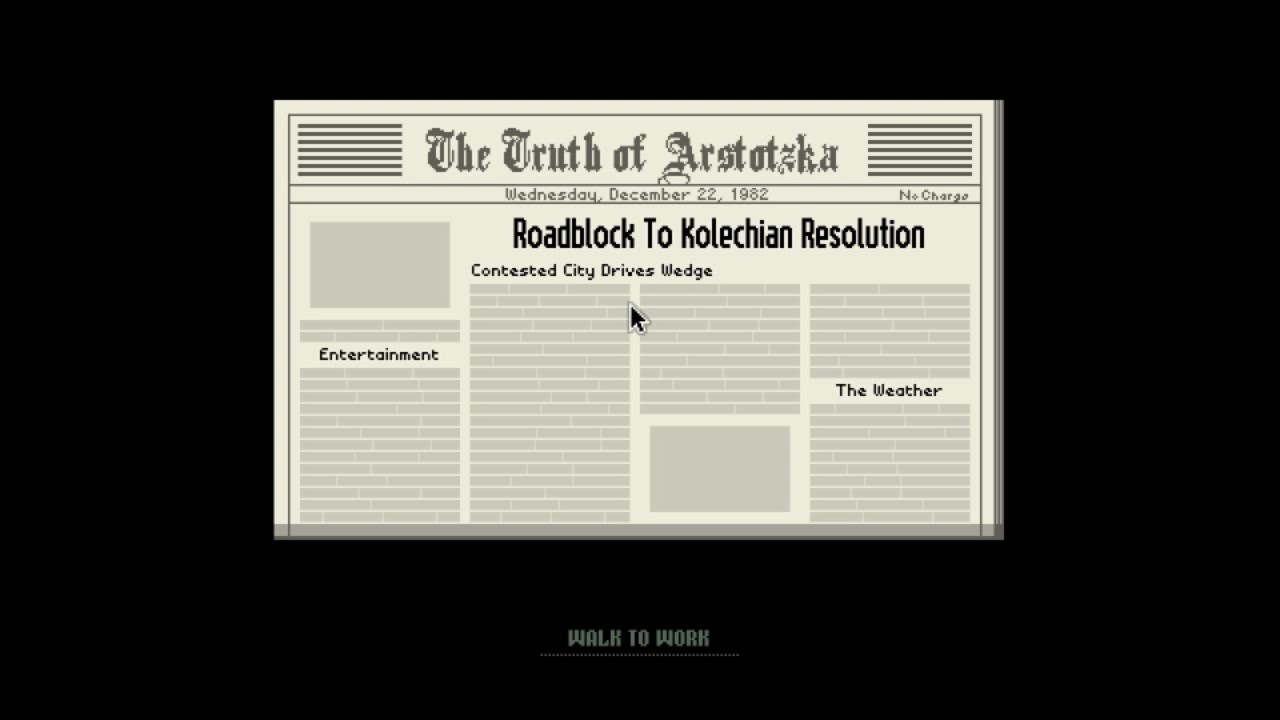 The Truth of Arstotzka
Wednesday, December 22, 1982
No Charge
Roadblock To Kolechian Resolution
Contested City Drives Wedge
Entertainment
The Weather
WALK TO WORK